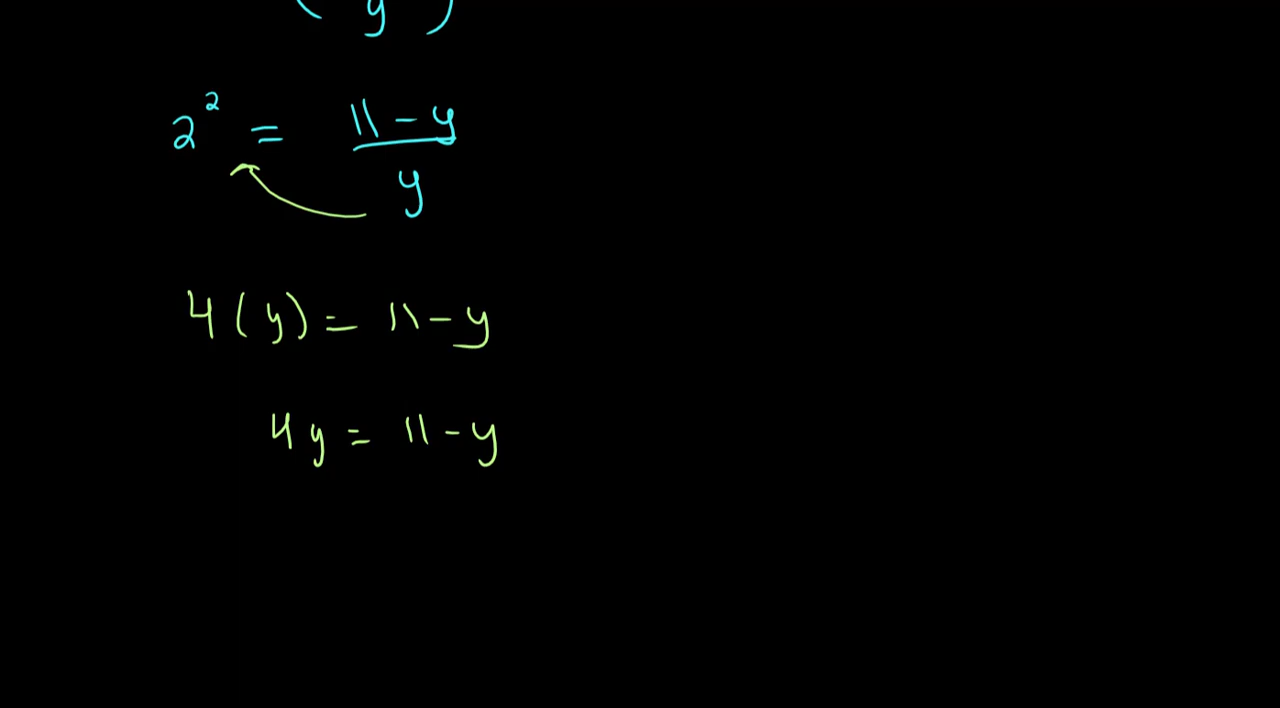 ( y )
2² = 11 - y / y
4(y) = 11 - y
4y = 11 - y